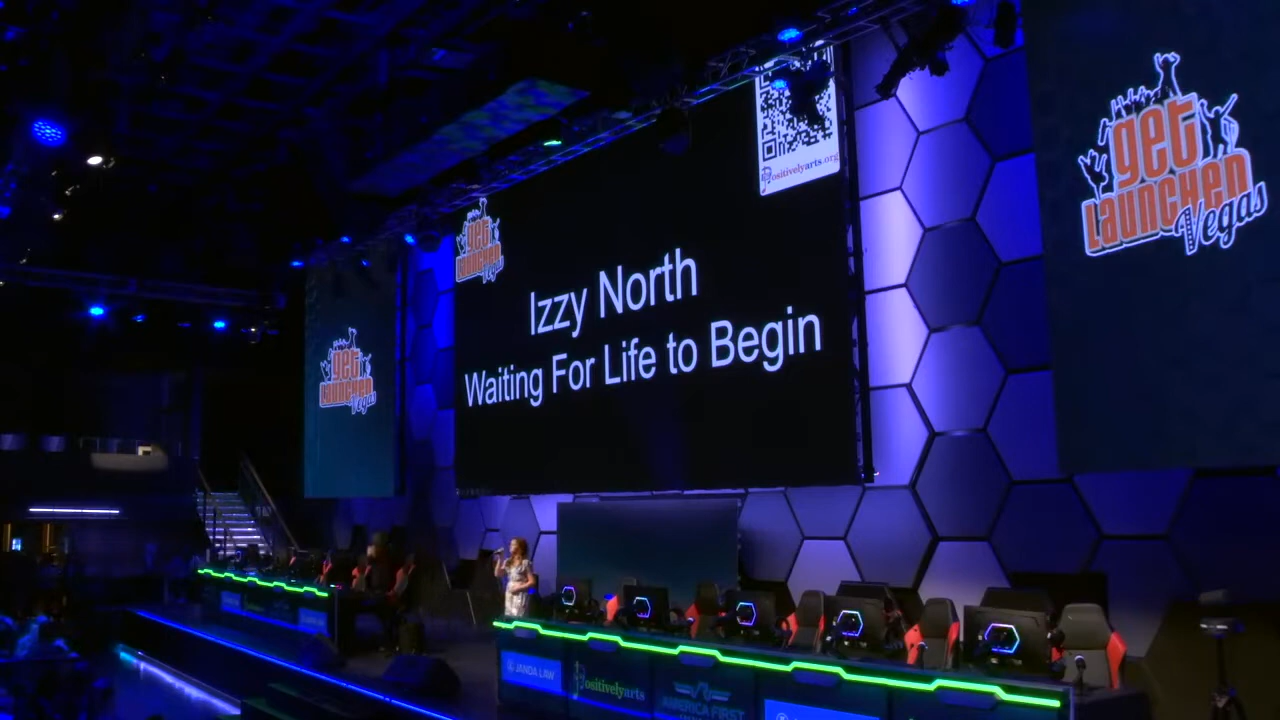 get
LAUNCHED
Vegas
Positivelyarts.org
get
LAUNCHED
Vegas
Izzy North
Waiting For Life to Begin
get
LAUNCHED
Vegas
JANDA LAW
Positivelyarts
AMERICA FIRST